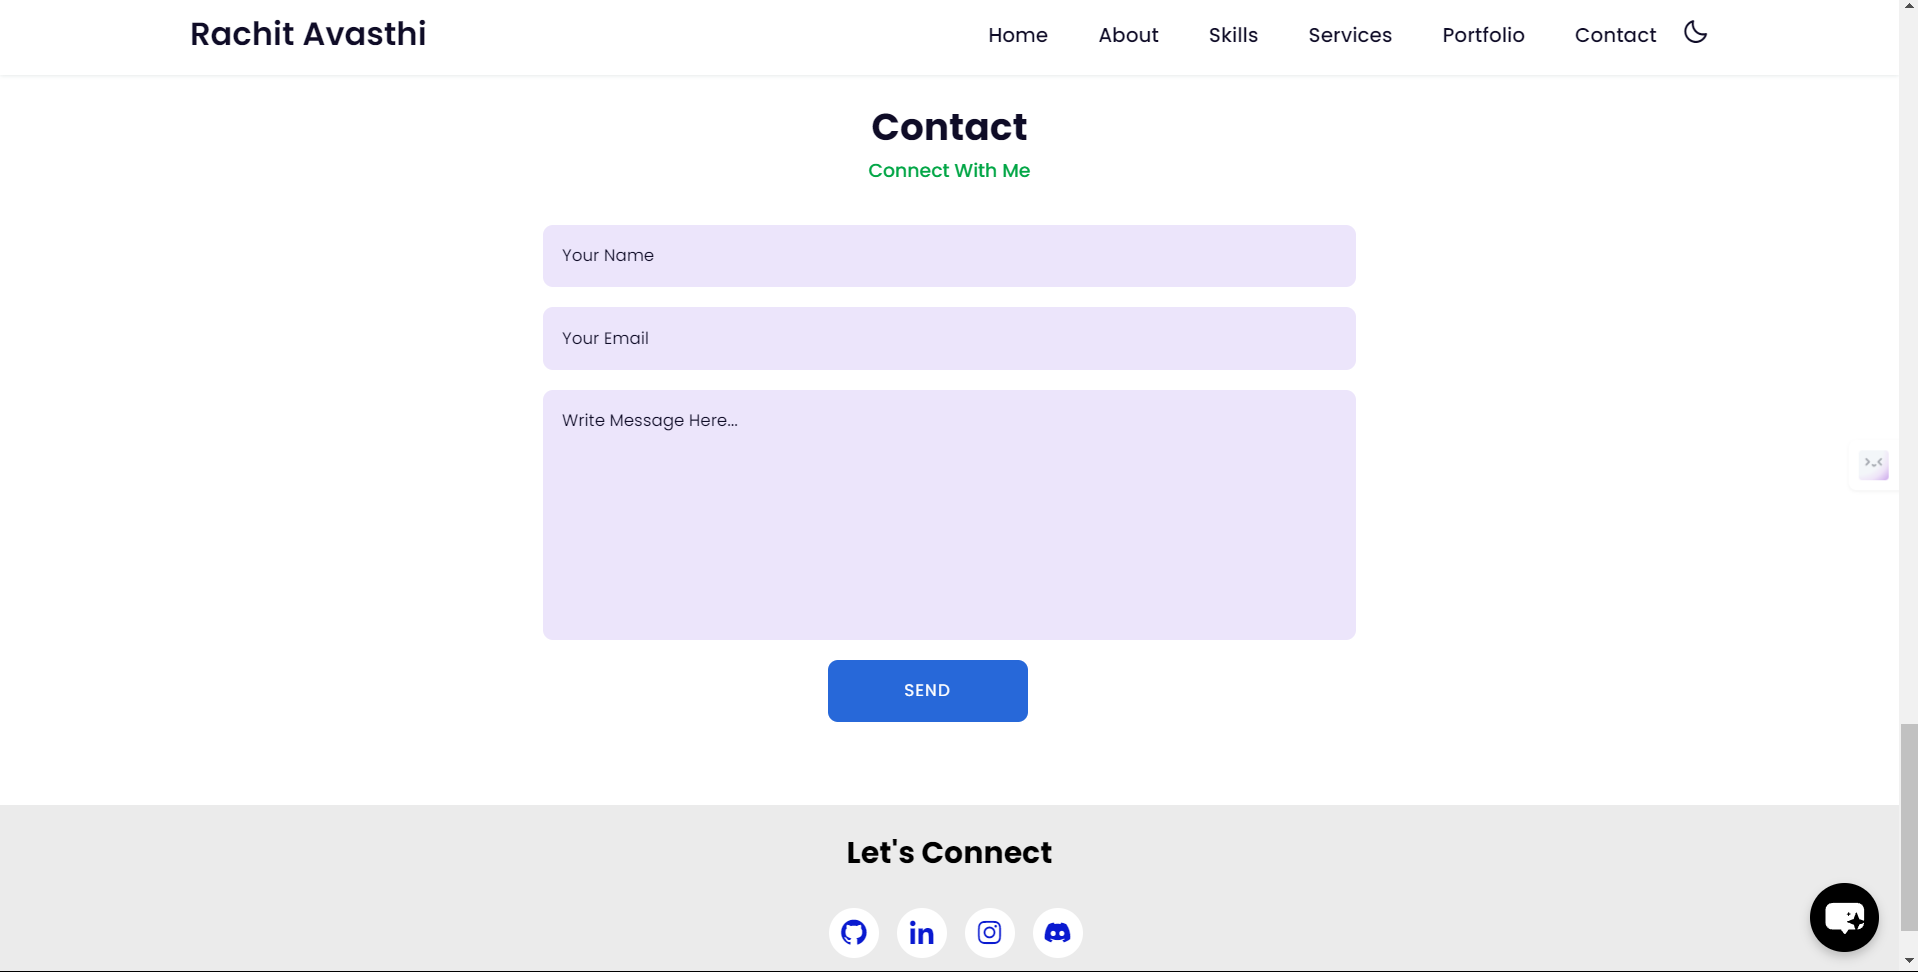 Rachit Avasthi
Home About Skills Services Portfolio Contact
Contact
Connect With Me
Your Name
Your Email
Write Message Here...
SEND
Let's Connect
in